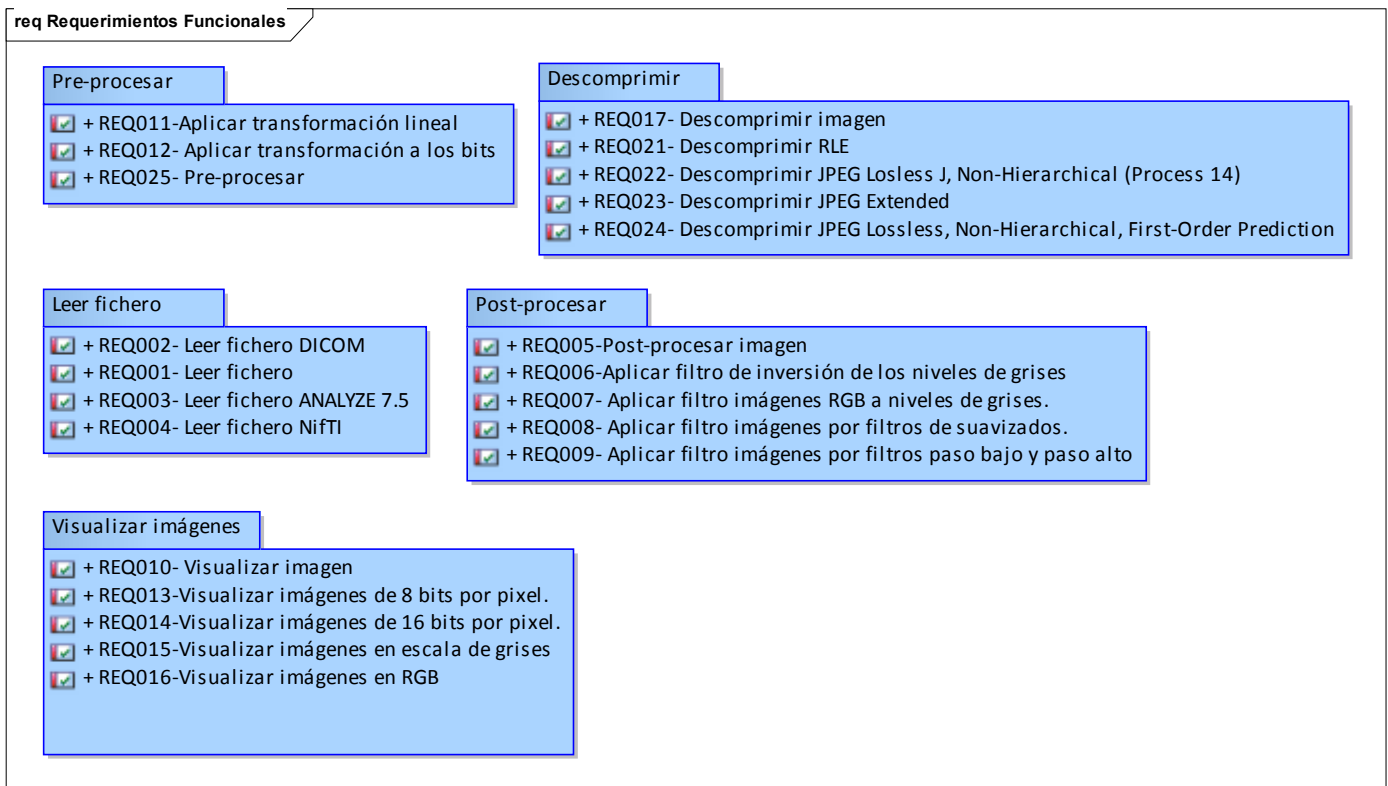 req Requerimientos Funcionales
Pre-procesar
+ REQ011-Aplicar transformación lineal
+ REQ012- Aplicar transformación a los bits
+ REQ025- Pre-procesar
Descomprimir
+ REQ017- Descomprimir imagen
+ REQ021- Descomprimir RLE
+ REQ022- Descomprimir JPEG Losless J, Non-Hierarchical (Process 14)
+ REQ023- Descomprimir JPEG Extended
+ REQ024- Descomprimir JPEG Lossless, Non-Hierarchical, First-Order Prediction
Leer fichero
+ REQ002- Leer fichero DICOM
+ REQ001- Leer fichero
+ REQ003- Leer fichero ANALYZE 7.5
+ REQ004- Leer fichero NifTI
Post-procesar
+ REQ005-Post-procesar imagen
+ REQ006-Aplicar filtro de inversión de los niveles de grises
+ REQ007- Aplicar filtro imágenes RGB a niveles de grises.
+ REQ008- Aplicar filtro imágenes por filtros de suavizados.
+ REQ009- Aplicar filtro imágenes por filtros paso bajo y paso alto
Visualizar imágenes
+ REQ010- Visualizar imagen
+ REQ013-Visualizar imágenes de 8 bits por pixel.
+ REQ014-Visualizar imágenes de 16 bits por pixel.
+ REQ015-Visualizar imágenes en escala de grises
+ REQ016-Visualizar imágenes en RGB